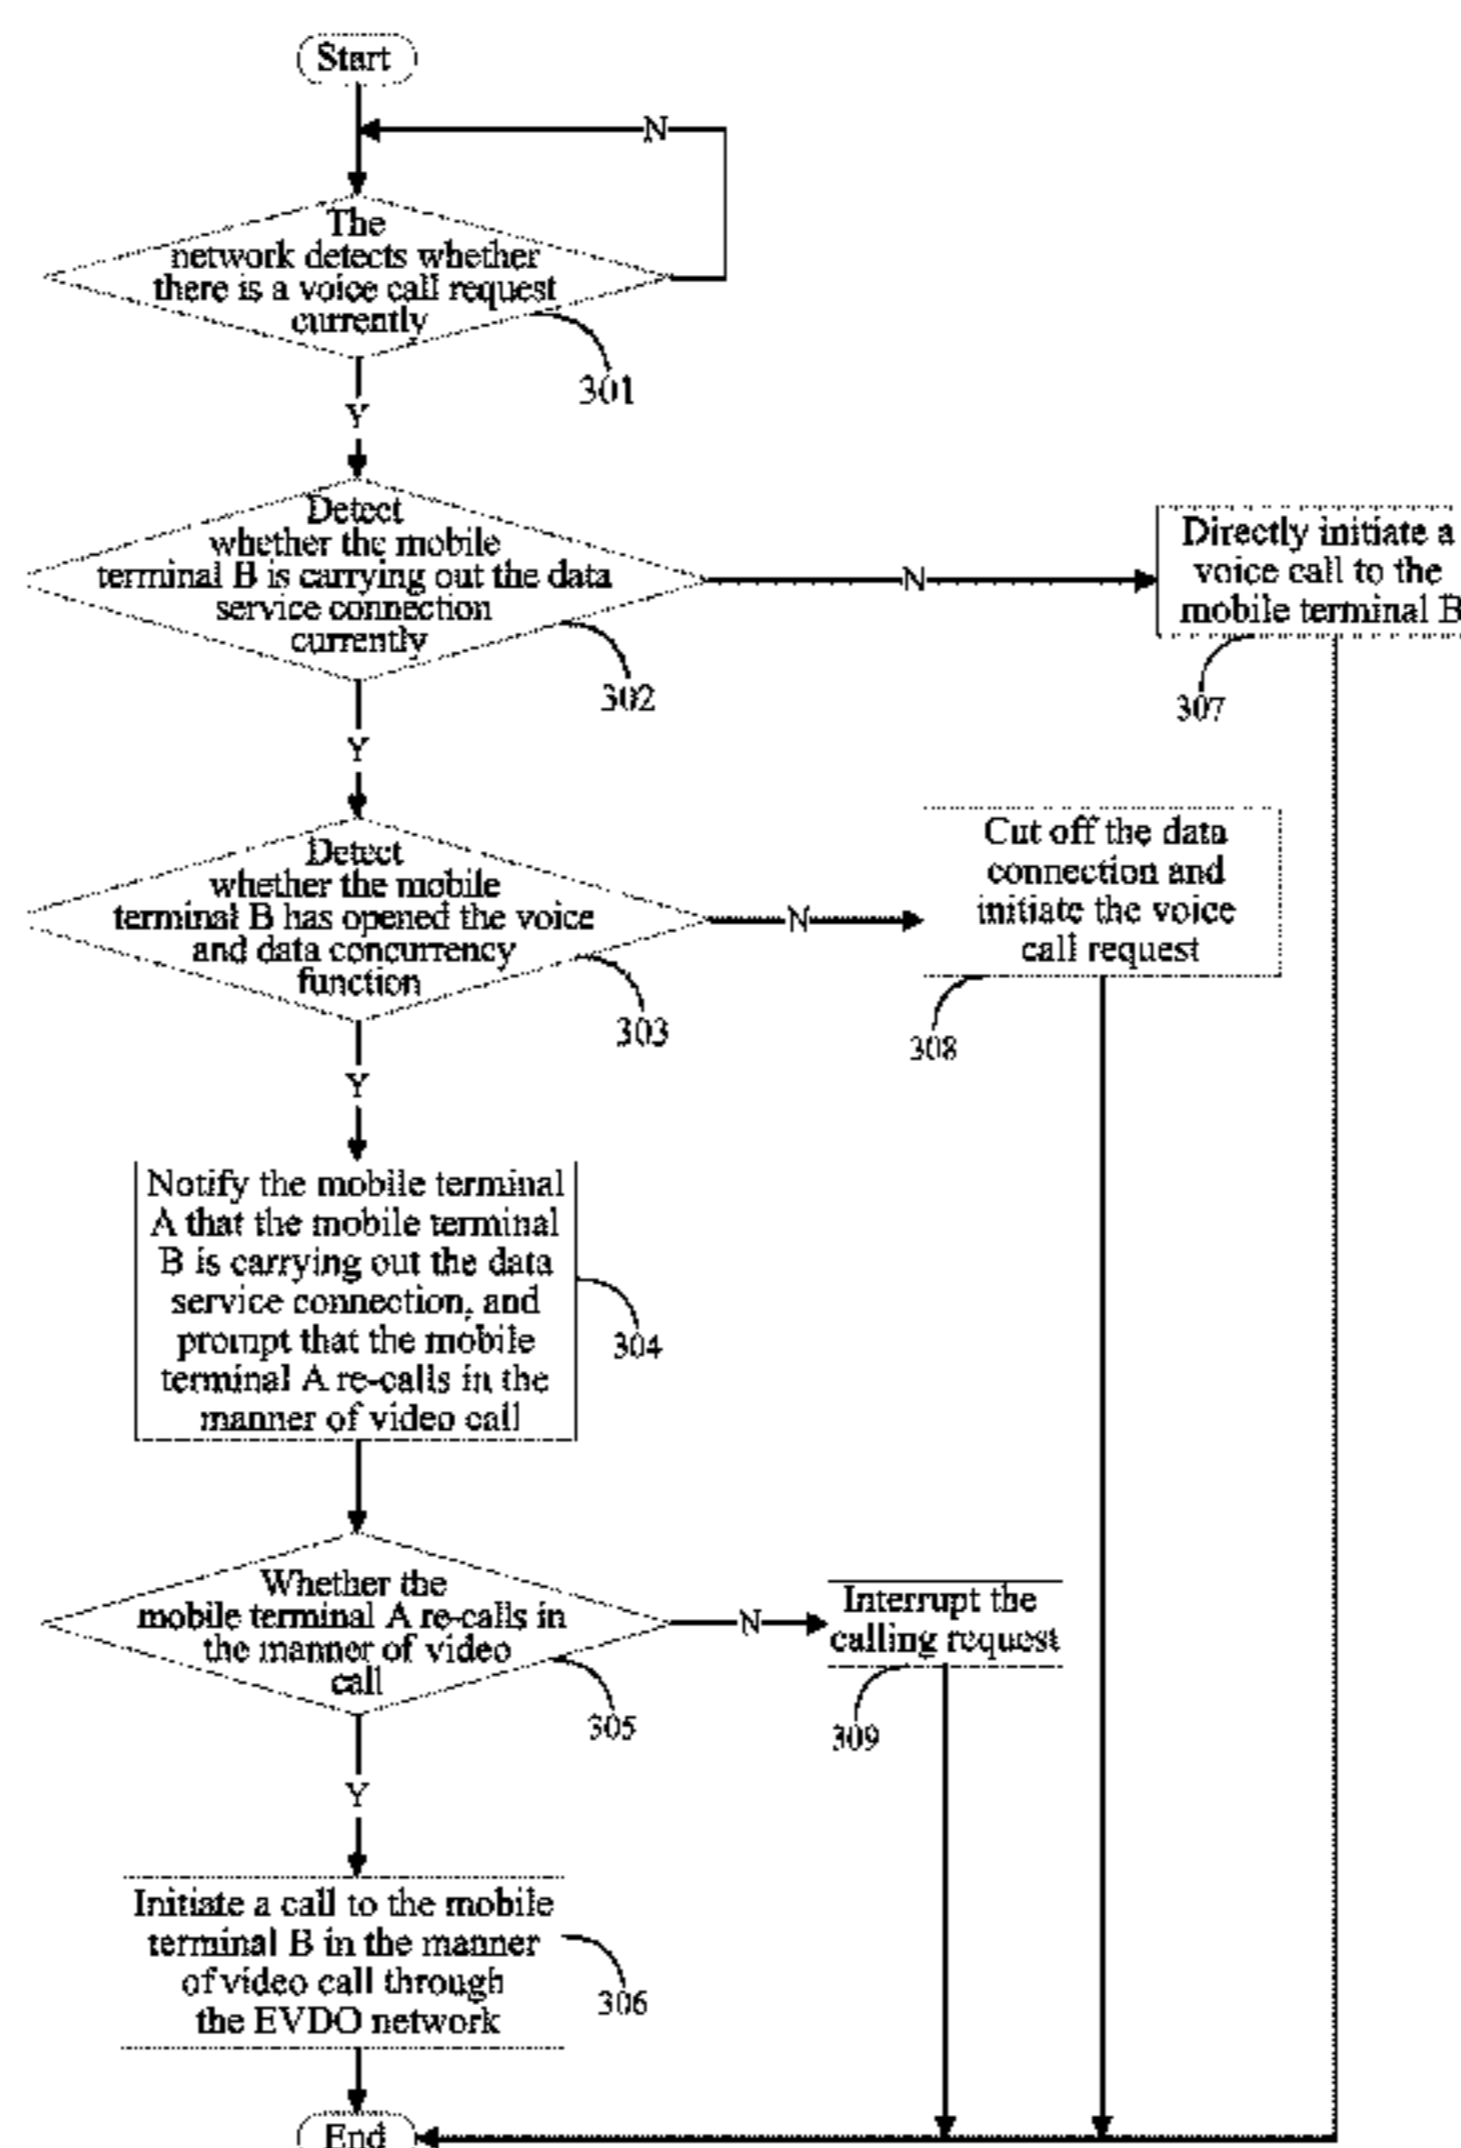 Start
N
The
network detects whether
there is a voice call request
currently
301
Y
Detect
whether the mobile
terminal B is carrying out the data
service connection
currently
302
N
Directly initiate a
voice call to the
mobile terminal B
307
Y
Detect
whether the mobile
terminal B has opened the voice
and data concurrency
function
303
N
Cut off the data
connection and
initiate the voice
call request
308
Y
Notify the mobile terminal
A that the mobile terminal
B is carrying out the data
service connection, and
prompt that the mobile
terminal A re-calls in the
manner of video call
304
Whether the
mobile terminal A re-calls in
the manner of video
call
305
N
Interrupt the
calling request
309
Y
Initiate a call to the mobile
terminal B in the manner
of video call through
the EVDO network
306
End